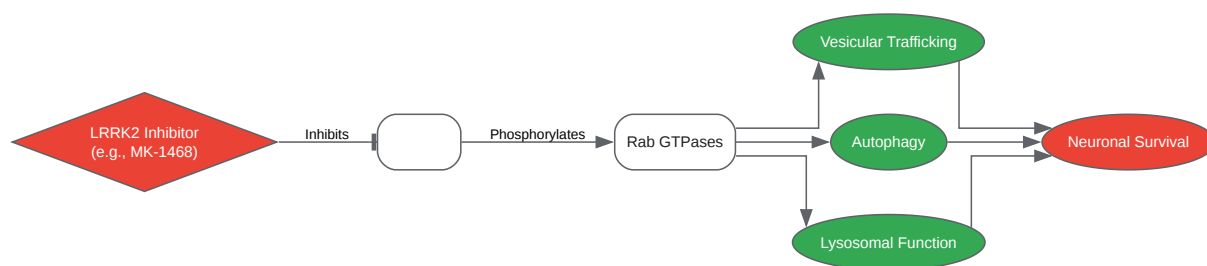 LRRK2 Inhibitor
(e.g., MK-1468)
Inhibits
Phosphorylates
Rab GTPases
Vesicular Trafficking
Autophagy
Lysosomal Function
Neuronal Survival